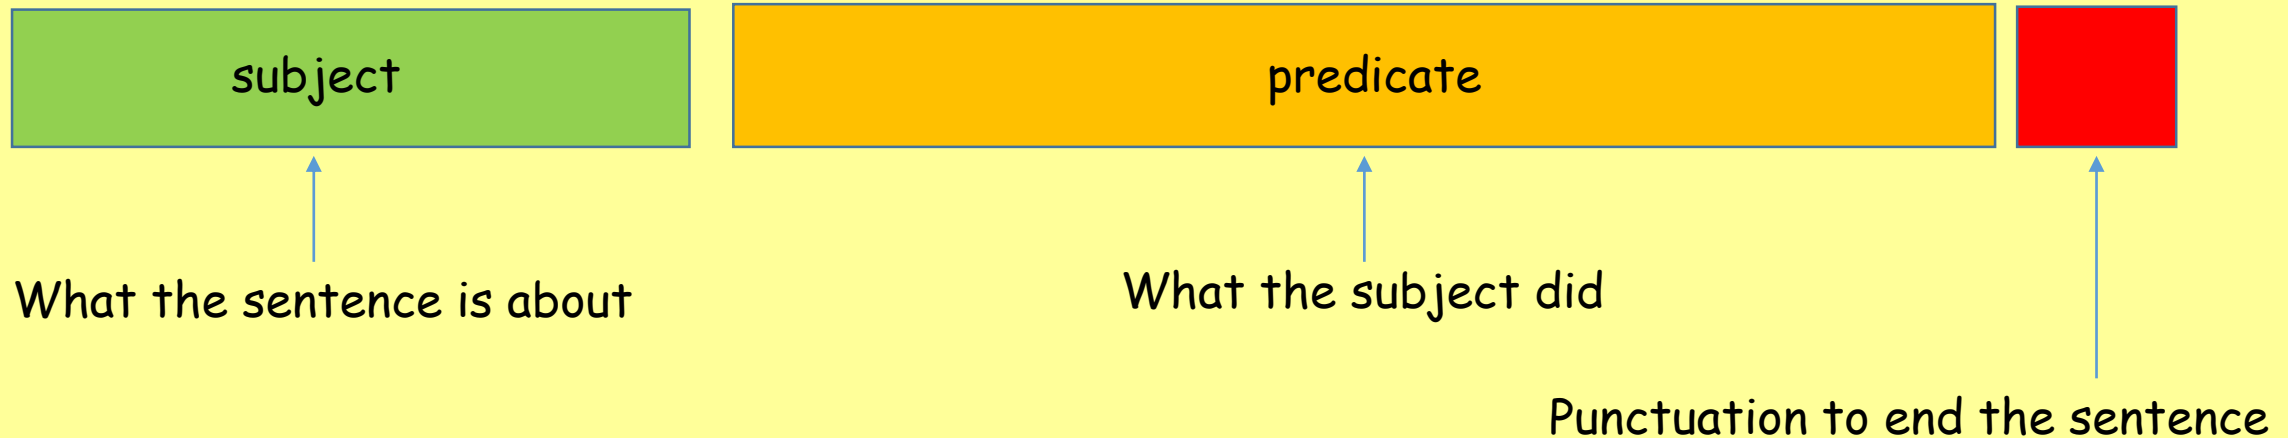 subject
predicate
What the sentence is about
What the subject did
Punctuation to end the sentence